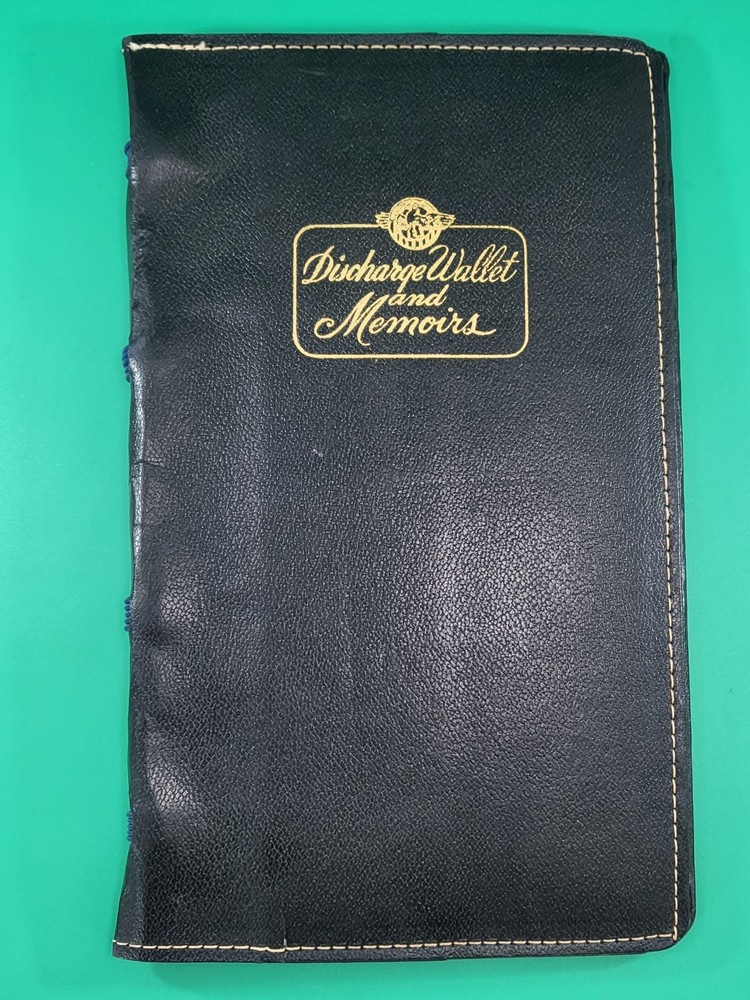 Discharge Wallet
and
Memoirs